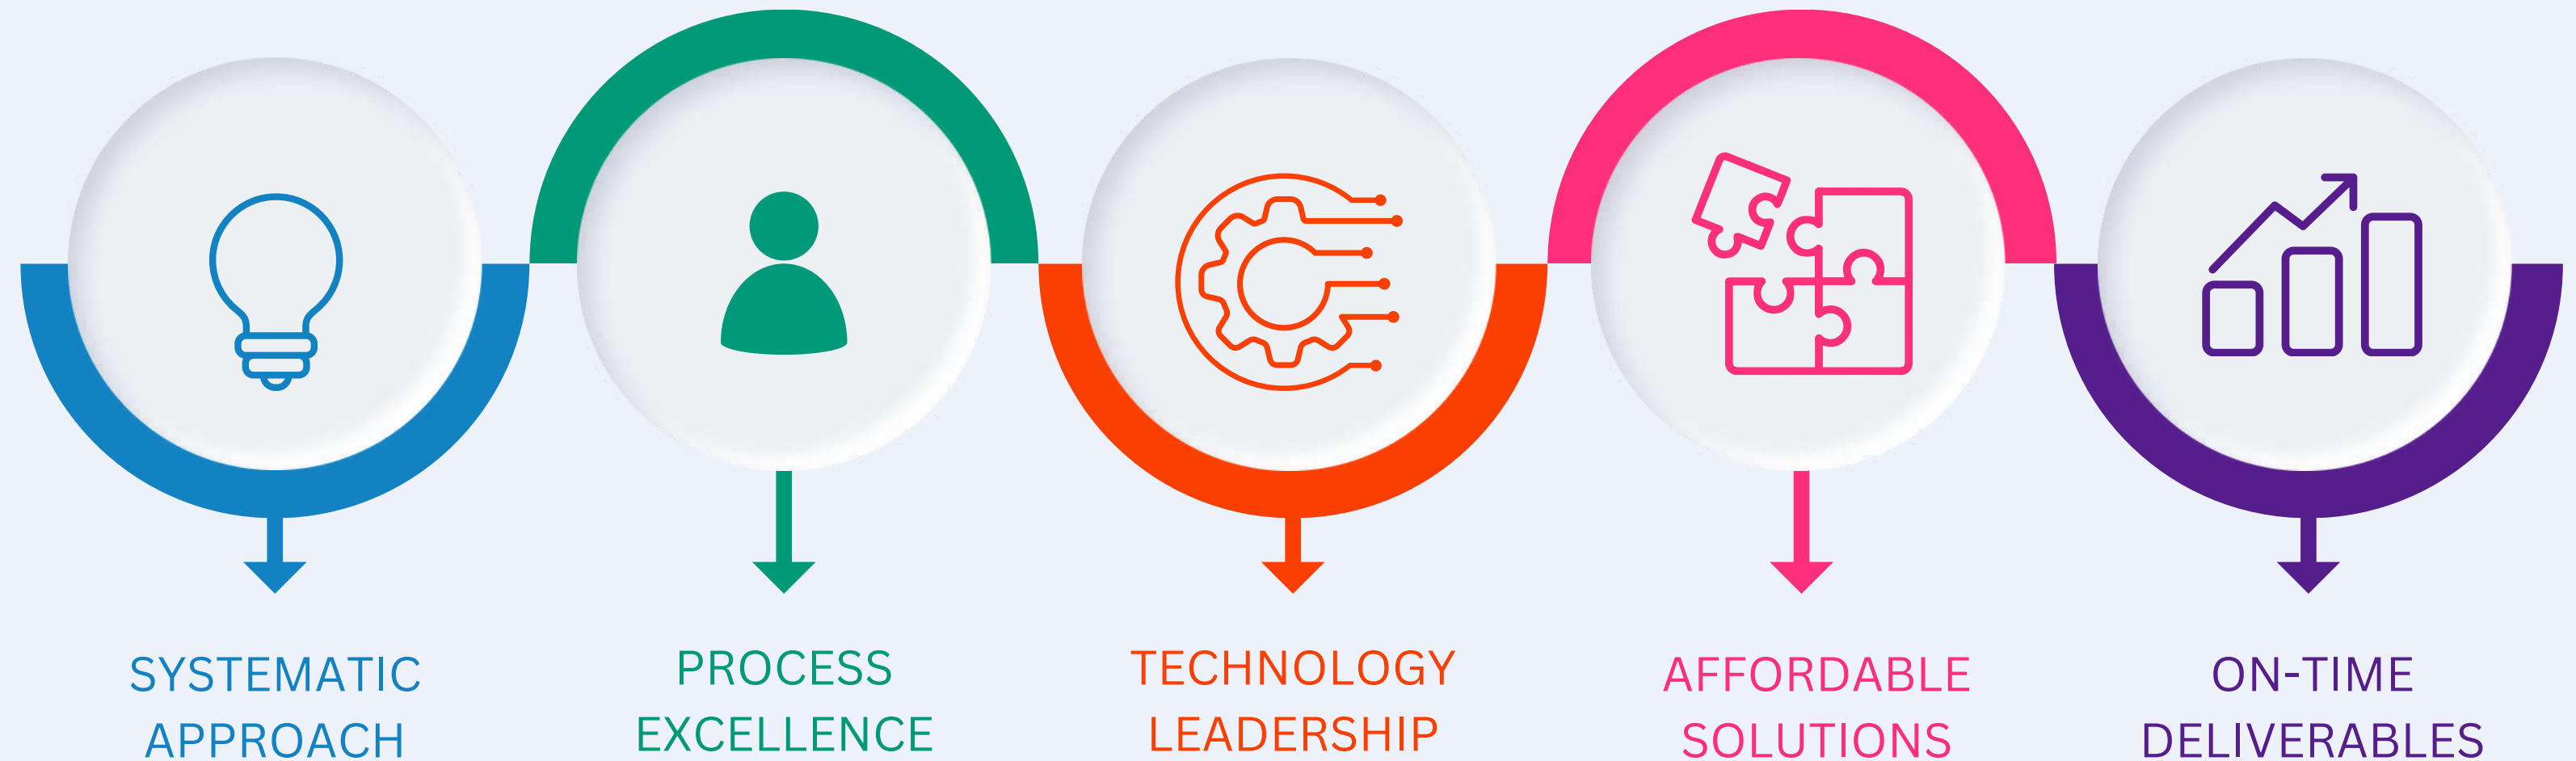 SYSTEMATIC
APPROACH
PROCESS
EXCELLENCE
TECHNOLOGY
LEADERSHIP
AFFORDABLE
SOLUTIONS
ON-TIME
DELIVERABLES